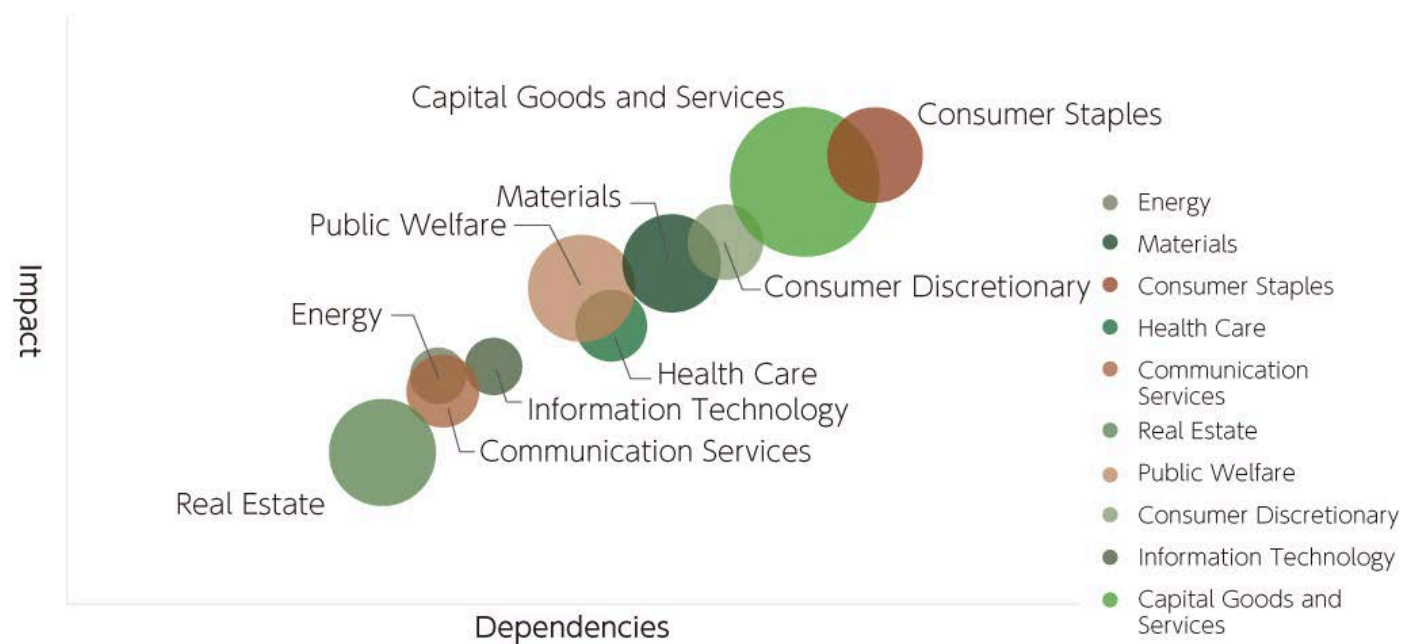 Capital Goods and Services
Consumer Staples
Materials
Public Welfare
Consumer Discretionary
Energy
Health Care
Information Technology
Communication Services
Real Estate
Impact
Dependencies
Energy
Materials
Consumer Staples
Health Care
Communication
Services
Real Estate
Public Welfare
Consumer Discretionary
Information Technology
Capital Goods and
Services